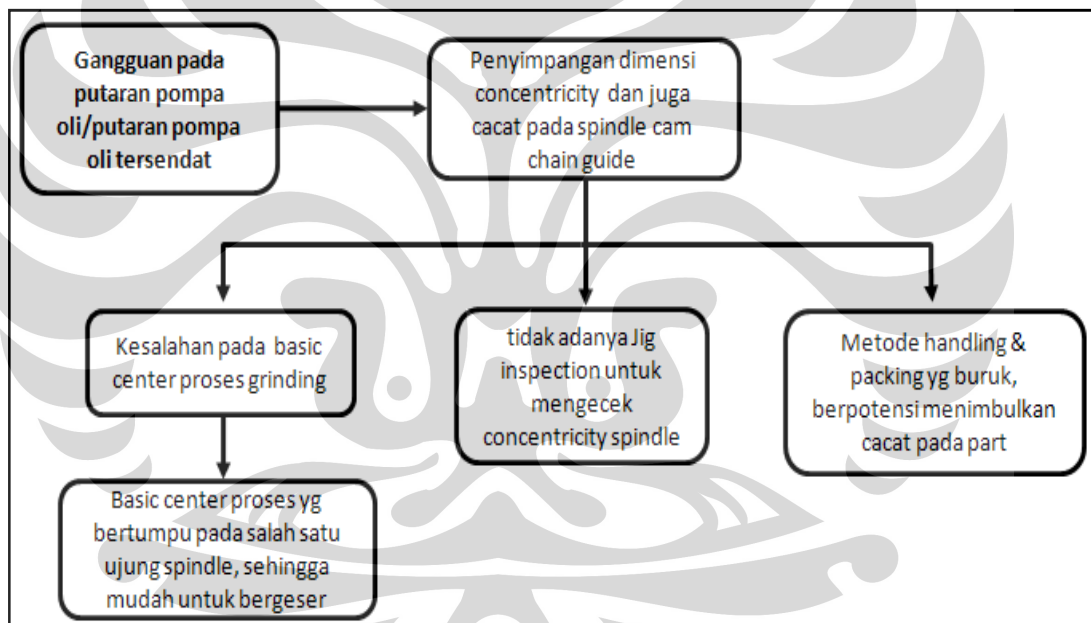 Gangguan pada
putaran pompa
oli/putaran pompa
oli tersendat
Penyimpangan dimensi
concentricity dan juga
cacat pada spindle cam
chain guide
Kesalahan pada basic
center proses grinding
tidak adanya Jig
inspection untuk
mengecek
concentricity spindle
Metode handling &
packing yg buruk,
berpotensi menimbulkan
cacat pada part
Basic center proses yg
bertumpu pada salah satu
ujung spindle, sehingga
mudah untuk bergeser